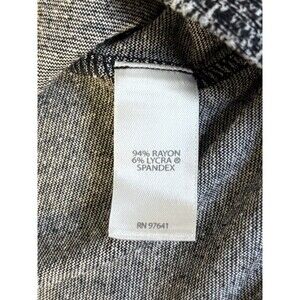 94% RAYON
6% LYCRA ®
SPANDEX
RN 97641